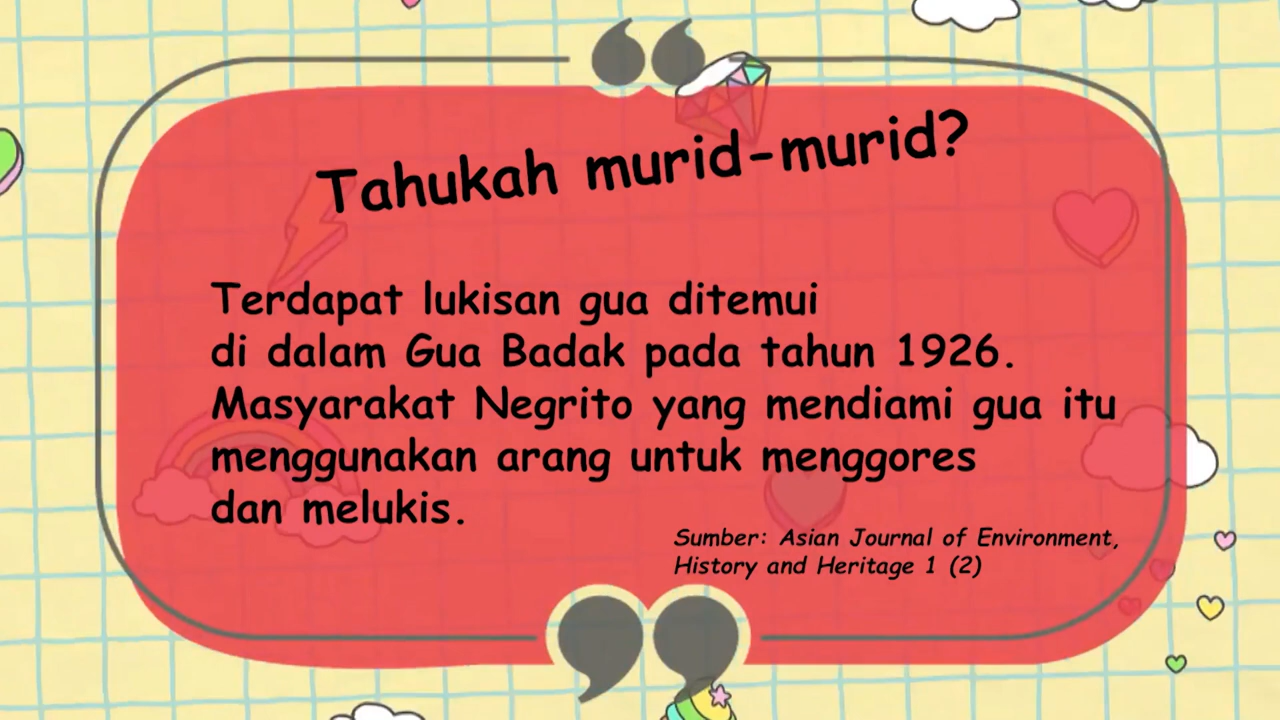 Tahukah murid-murid?
Terdapat lukisan gua ditemui
di dalam Gua Badak pada tahun 1926.
Masyarakat Negrito yang mendiami gua itu
menggunakan arang untuk menggores
dan melukis.
Sumber: Asian Journal of Environment,
History and Heritage 1 (2)